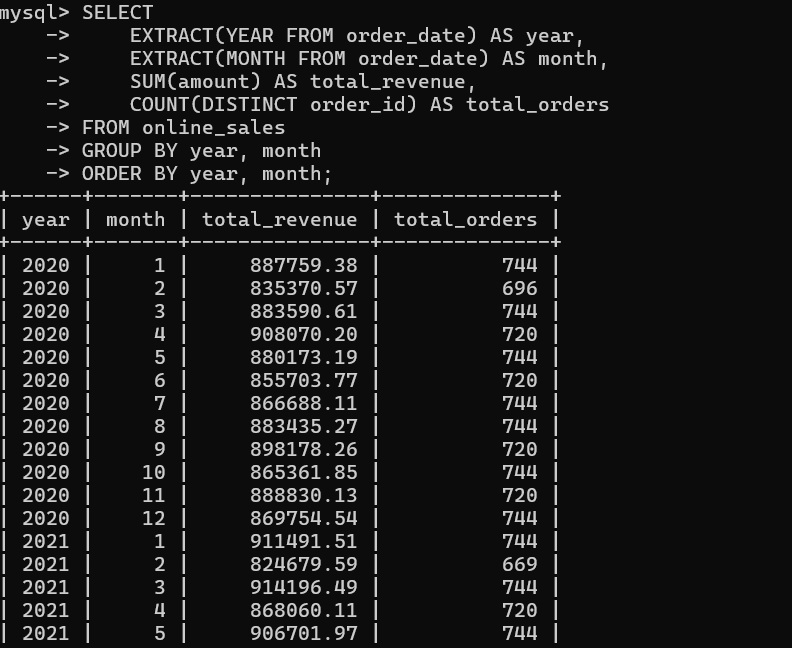 mysql> SELECT
    -> EXTRACT(YEAR FROM order_date) AS year,
    -> EXTRACT(MONTH FROM order_date) AS month,
    -> SUM(amount) AS total_revenue,
    -> COUNT(DISTINCT order_id) AS total_orders
    -> FROM online_sales
    -> GROUP BY year, month
    -> ORDER BY year, month;
+------+-------+---------------+--------------+
| year | month | total_revenue | total_orders |
+------+-------+---------------+--------------+
| 2020 |     1 |     887759.38 |          744 |
| 2020 |     2 |     835370.57 |          696 |
| 2020 |     3 |     883590.61 |          744 |
| 2020 |     4 |     908070.20 |          720 |
| 2020 |     5 |     880173.19 |          744 |
| 2020 |     6 |     855703.77 |          720 |
| 2020 |     7 |     866688.11 |          744 |
| 2020 |     8 |     883435.27 |          744 |
| 2020 |     9 |     898178.26 |          720 |
| 2020 |    10 |     865361.85 |          744 |
| 2020 |    11 |     888830.13 |          720 |
| 2020 |    12 |     869754.54 |          744 |
| 2021 |     1 |     911491.51 |          744 |
| 2021 |     2 |     824679.59 |          669 |
| 2021 |     3 |     914196.49 |          744 |
| 2021 |     4 |     868060.11 |          720 |
| 2021 |     5 |     906701.97 |          744 |